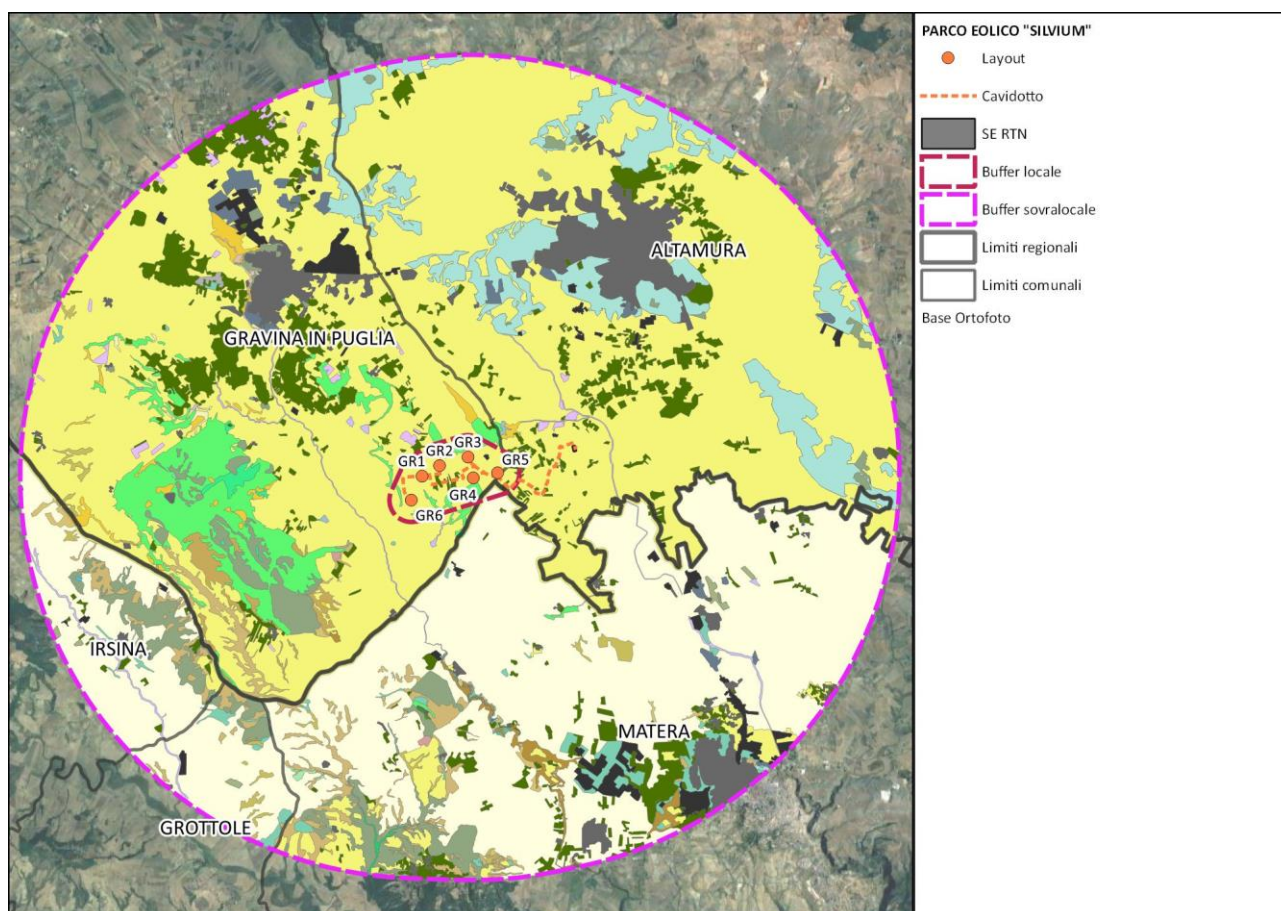 PARCO EOLICO "SILVIUM"
Layout
Cavidotto
SE RTN
Buffer locale
Buffer sovralocale
Limiti regionali
Limiti comunali
Base Ortofoto
ALTAMURA
GRAVINA IN PUGLIA
GR3
GR2
GR1
GR5
GR4
GR6
IRSINA
MATERA
GROTTOLE